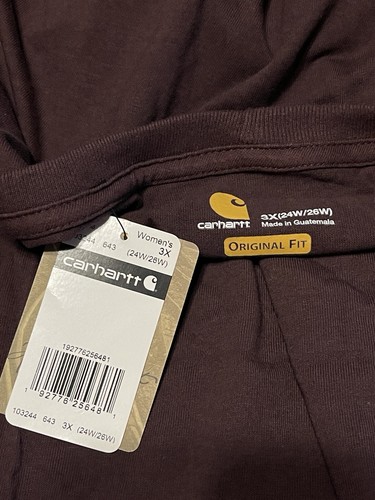 carhartt
3X(24W/26W)
Made in Guatemala
ORIGINAL FIT
643
Women's
3X
(24W/26W)
carhartt
192776256481
1 92776 25648 1
103244 643 3X (24W/26W)